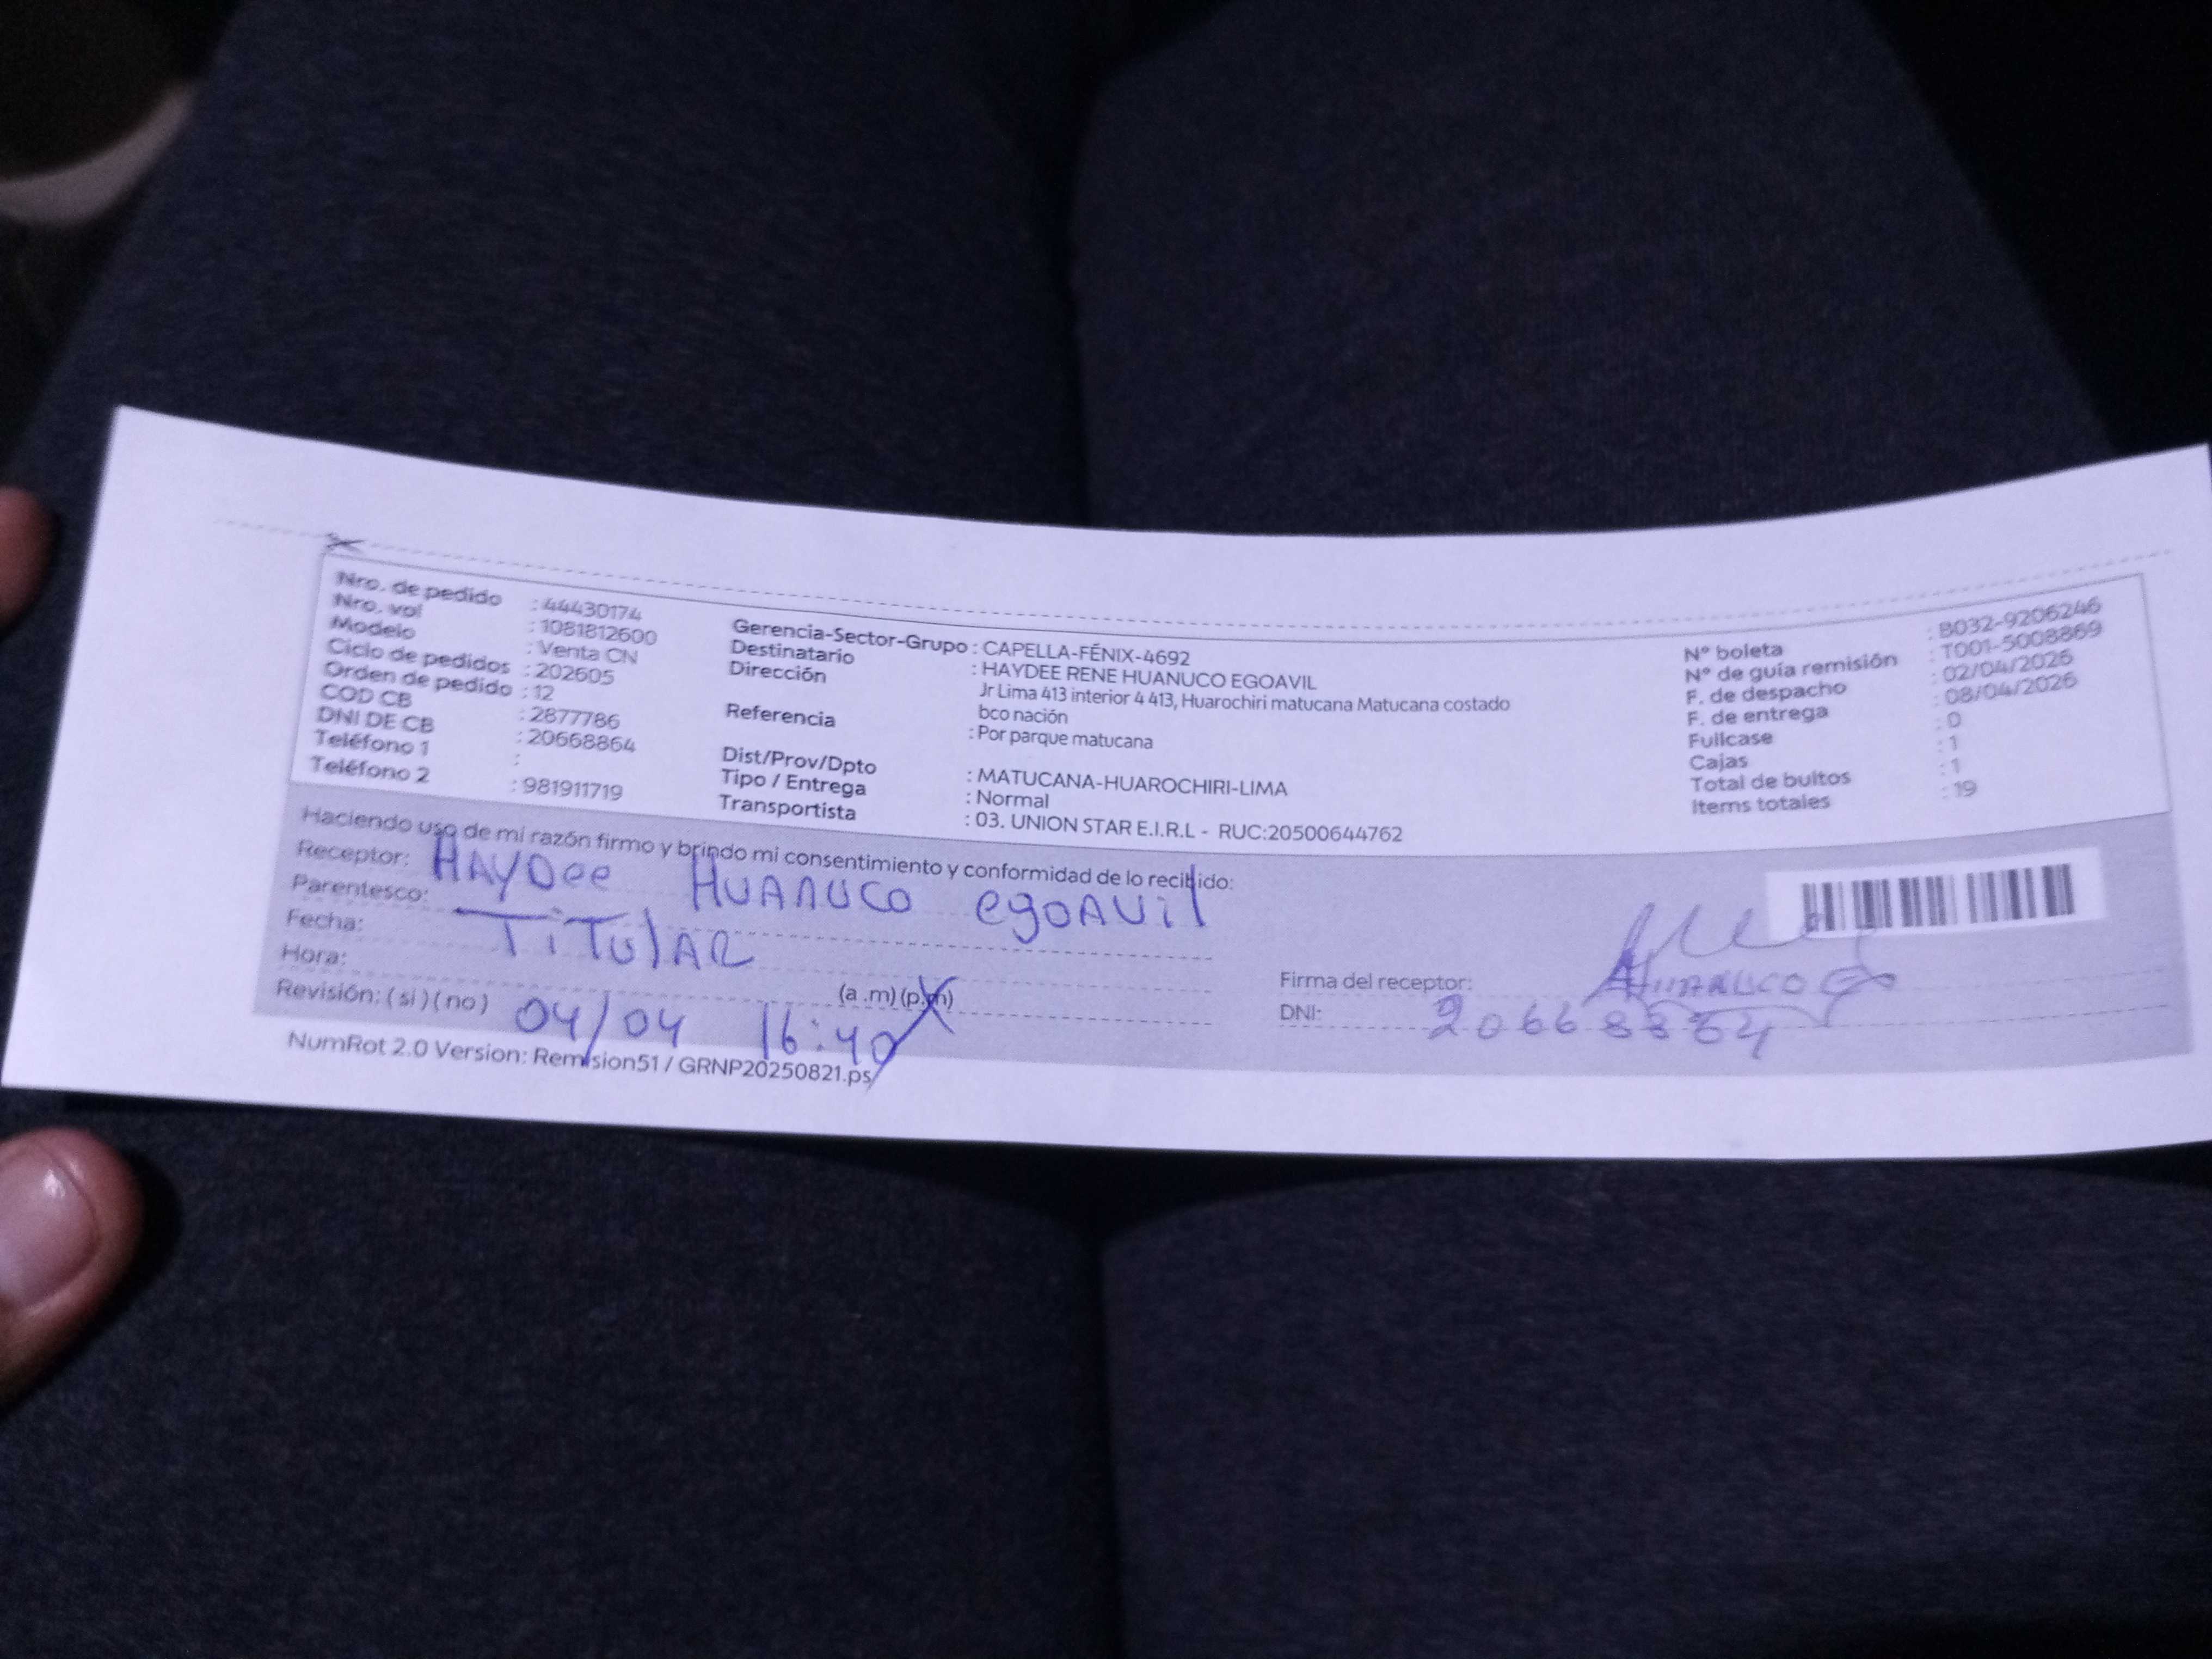 Nro. de pedido : 44430174
Nro. vol : 1081812600
Modelo : Venta CN
Ciclo de pedidos : 202605
Orden de pedido : 12
COD CB : 2877786
DNI DE CB : 20668864
Teléfono 1 :
Teléfono 2 : 981911719
Gerencia-Sector-Grupo : CAPELLA-FÉNIX-4692
Destinatario : HAYDEE RENE HUANUCO EGOAVIL
Dirección Jr Lima 413 interior 4 413, Huarochiri matucana Matucana costado
bco nación
Referencia : Por parque matucana
Dist/Prov/Dpto : MATUCANA-HUAROCHIRI-LIMA
Tipo / Entrega : Normal
Transportista : 03. UNION STAR E.I.R.L - RUC:20500644762
N° boleta : B032-9206246
N° de guía remisión : T001-5008869
F. de despacho : 02/04/2026
F. de entrega : 08/04/2026
Fullcase : 0
Cajas : 1
Total de bultos : 1
Items totales : 19
Haciendo uso de mi razón firmo y brindo mi consentimiento y conformidad de lo recibido:
Receptor: HAYDee HUANUCO egoAvil
Parentesco: TiTulAR
Fecha:
Hora: (a .m) (p.m)
Revisión: ( si ) ( no ) 04/04 16:40
Firma del receptor: HUANUCO
DNI: 20668864
NumRot 2.0 Version: Remision51 / GRNP20250821.ps